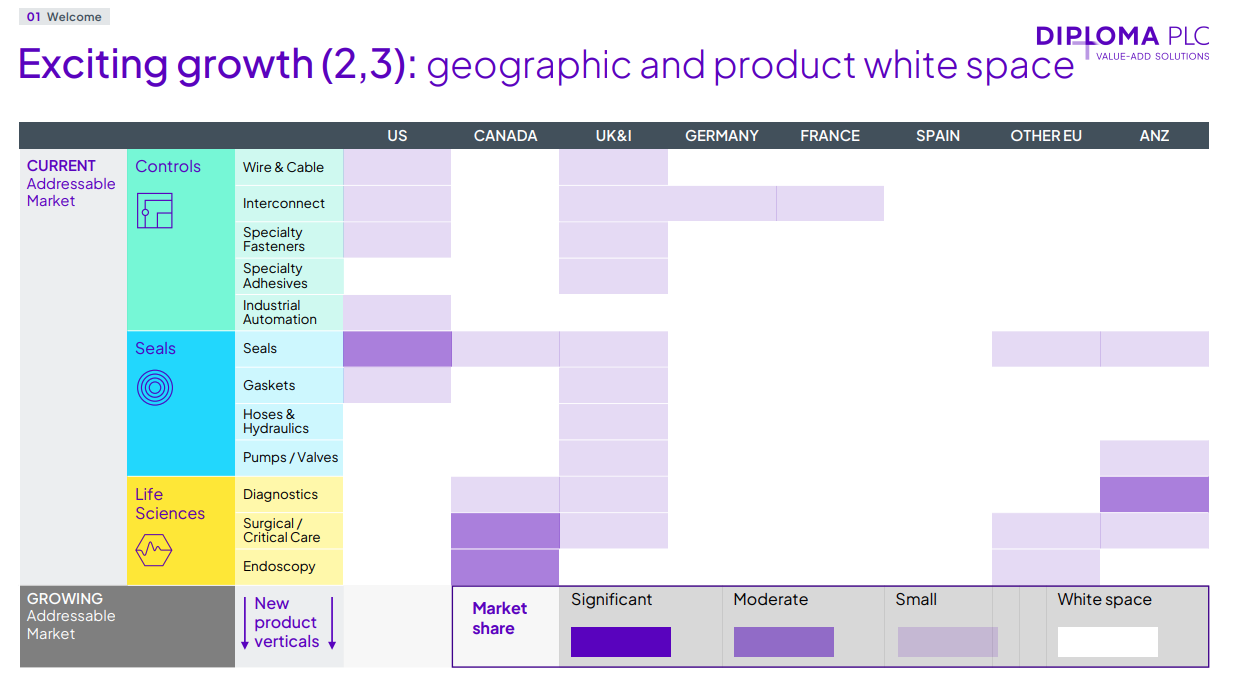 01 Welcome
DIPLOMA PLC
VALUE-ADD SOLUTIONS
Exciting growth (2,3): geographic and product white space
US CANADA UK&I GERMANY FRANCE SPAIN OTHER EU ANZ
CURRENT
Addressable
Market
Controls
Wire & Cable
Interconnect
Specialty
Fasteners
Specialty
Adhesives
Industrial
Automation
Seals
Seals
Gaskets
Hoses &
Hydraulics
Pumps / Valves
Life
Sciences
Diagnostics
Surgical /
Critical Care
Endoscopy
GROWING
Addressable
Market
New
product
verticals
Market
share
Significant
Moderate
Small
White space